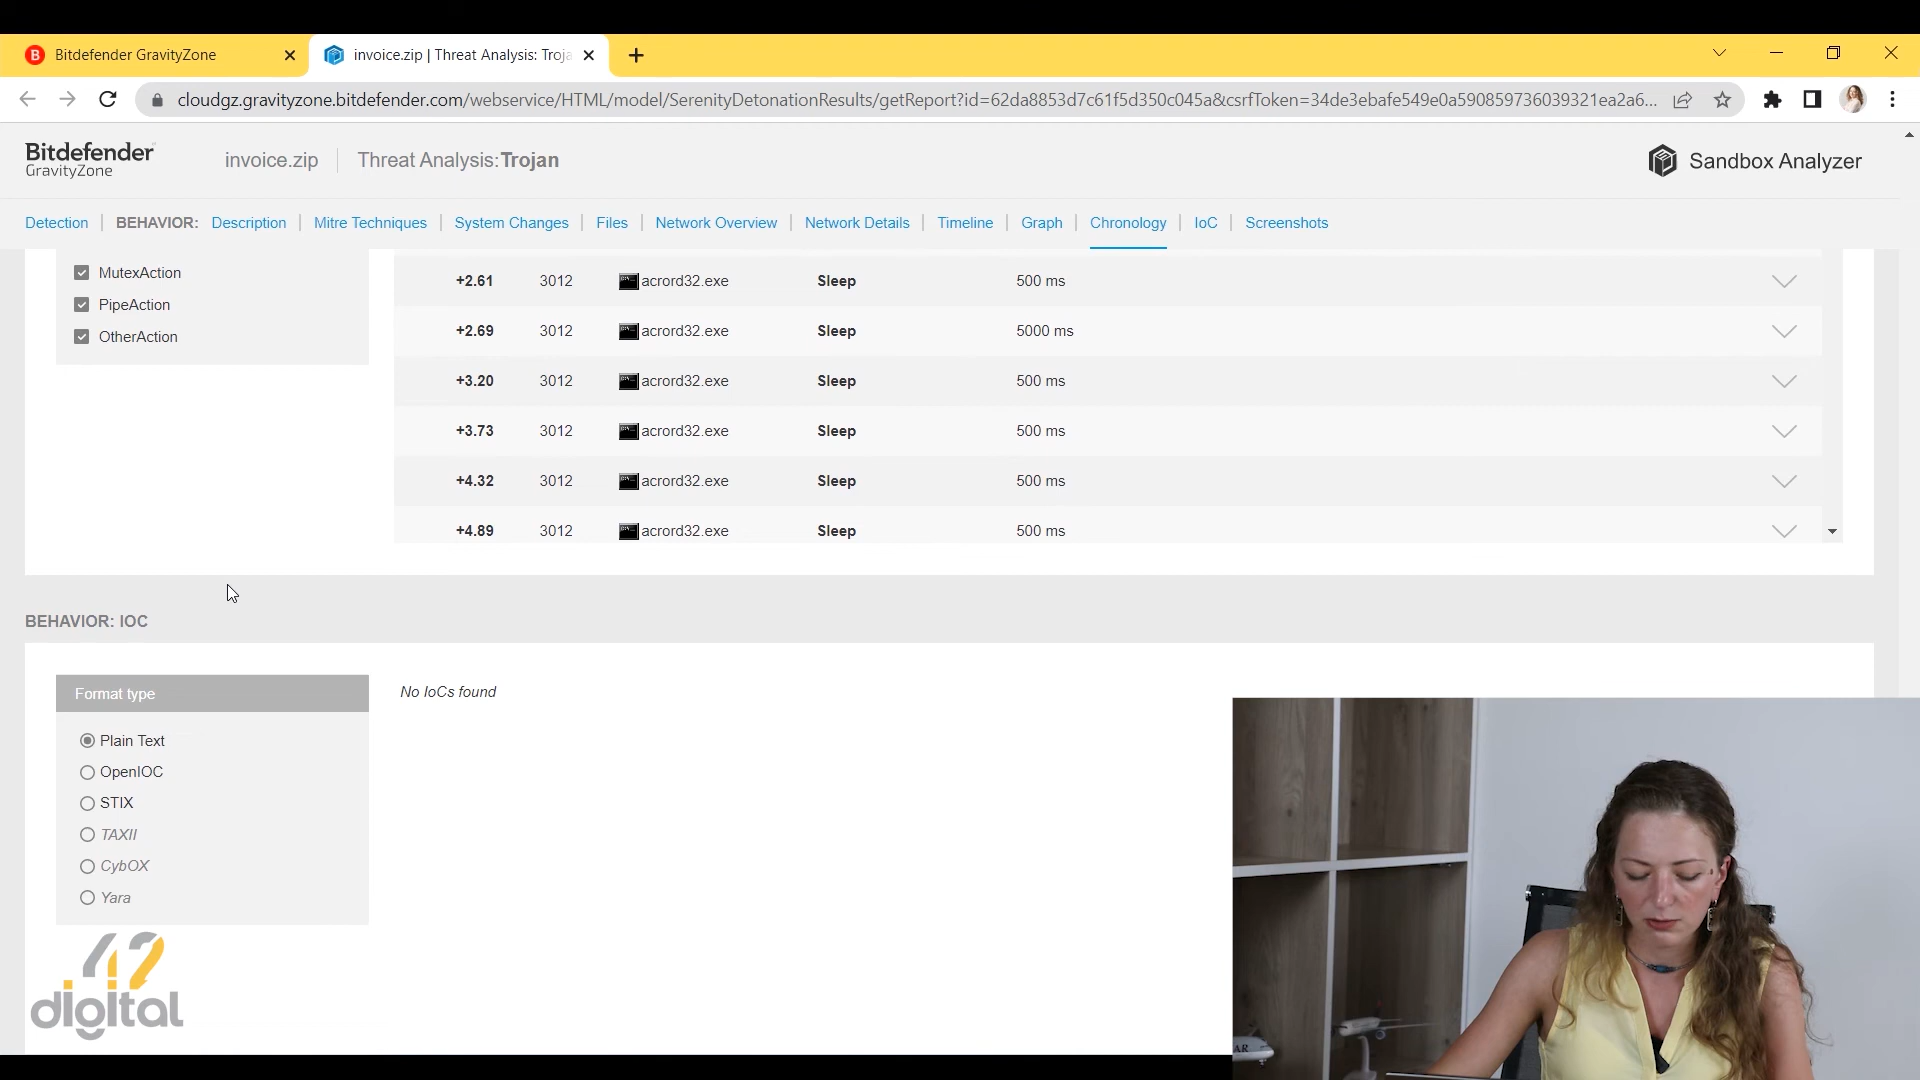 Bitdefender GravityZone
invoice.zip | Threat Analysis: Troja
cloudgz.gravityzone.bitdefender.com/webservice/HTML/model/SerenityDetonationResults/getReport?id=62da8853d7c61f5d350c045a&csrfToken=34de3ebafe549e0a590859736039321ea2a6...
Bitdefender
GravityZone
invoice.zip
Threat Analysis:Trojan
Sandbox Analyzer
Detection | BEHAVIOR: Description | Mitre Techniques | System Changes | Files | Network Overview | Network Details | Timeline | Graph | Chronology | IoC | Screenshots
MutexAction
PipeAction
OtherAction
+2.61 3012 acrord32.exe Sleep 500 ms
+2.69 3012 acrord32.exe Sleep 5000 ms
+3.20 3012 acrord32.exe Sleep 500 ms
+3.73 3012 acrord32.exe Sleep 500 ms
+4.32 3012 acrord32.exe Sleep 500 ms
+4.89 3012 acrord32.exe Sleep 500 ms
BEHAVIOR: IOC
Format type
No IoCs found
Plain Text
OpenIOC
STIX
TAXII
CybOX
Yara
42
digital